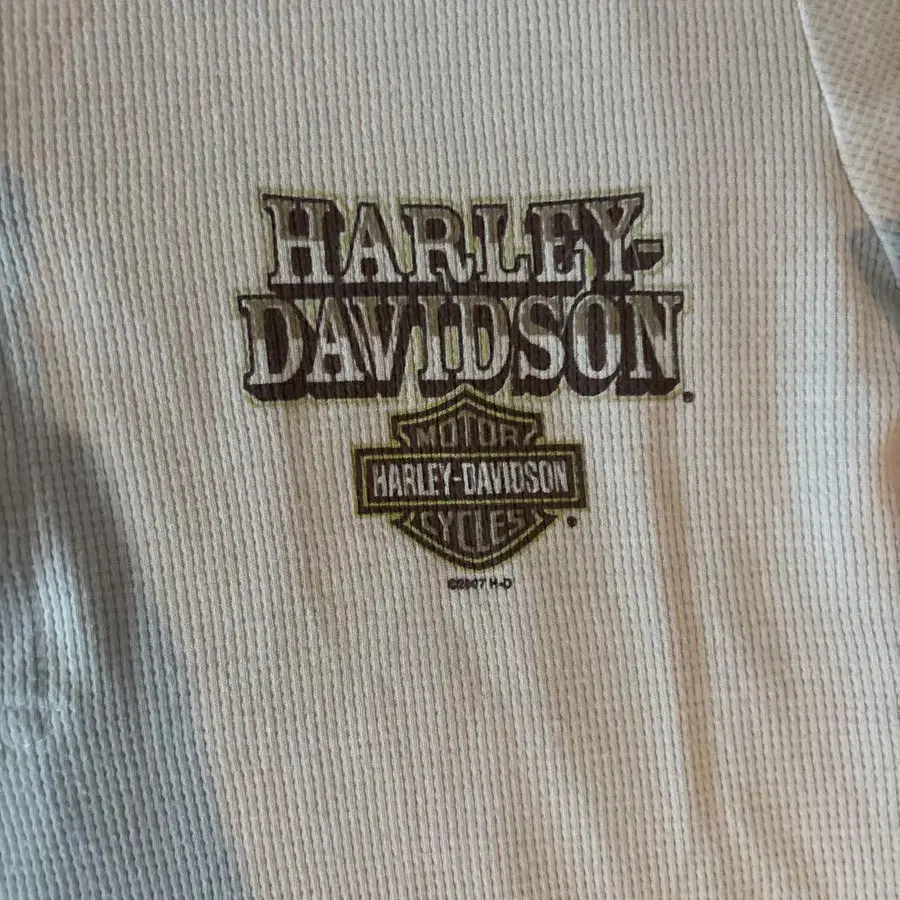 HARLEY-
DAVIDSON
MOTOR
HARLEY-DAVIDSON
CYCLES
©2007 H-D